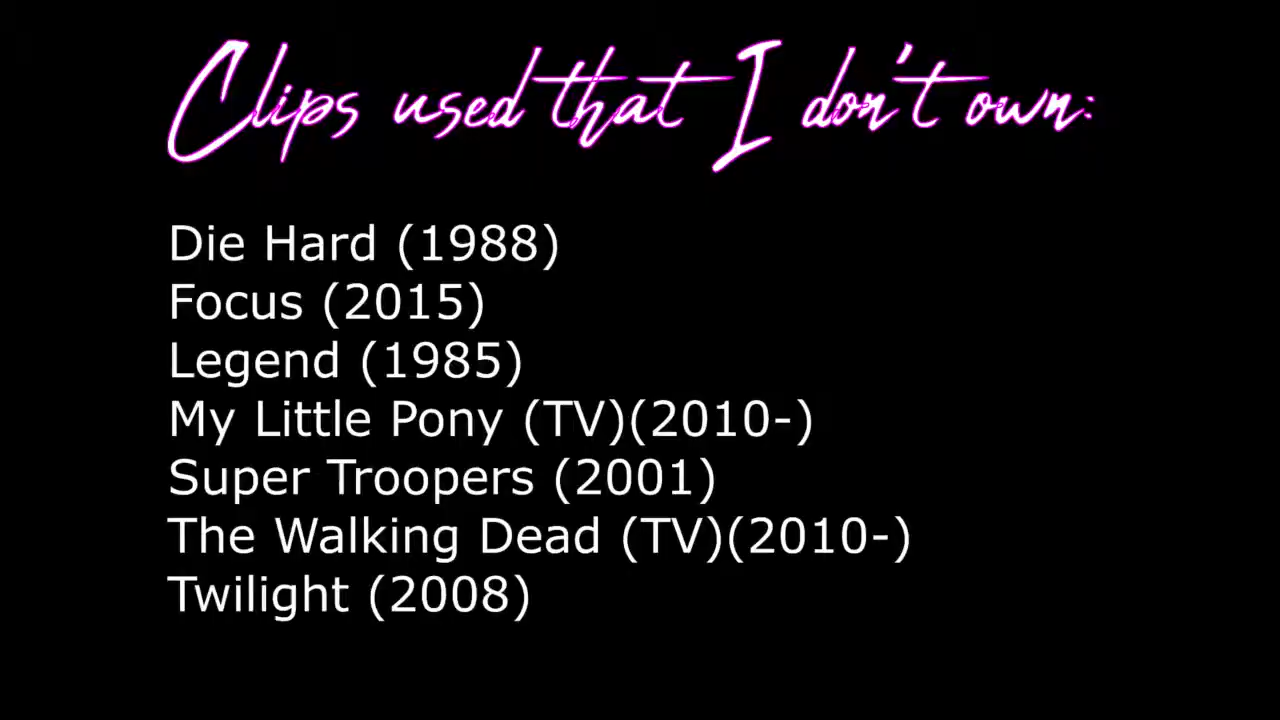 Clips used that I don't own:
Die Hard (1988)
Focus (2015)
Legend (1985)
My Little Pony (TV)(2010-)
Super Troopers (2001)
The Walking Dead (TV)(2010-)
Twilight (2008)